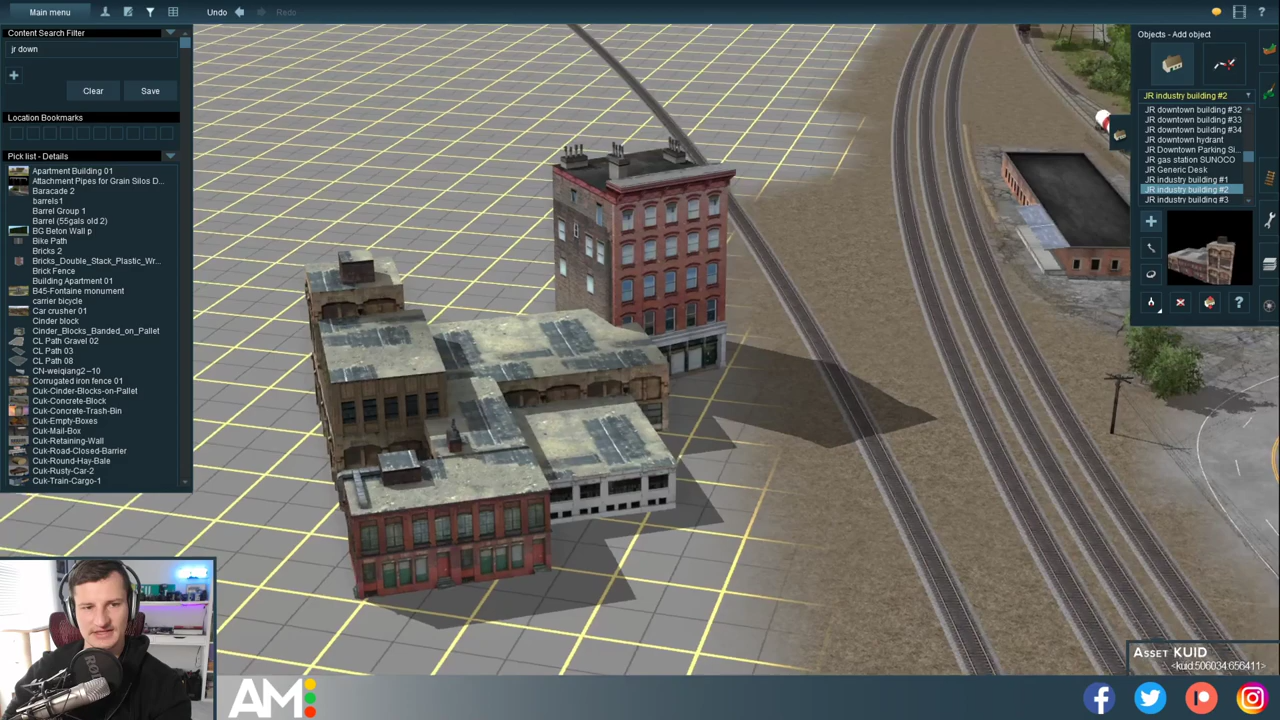 Main menu
Undo
Redo
?
Content Search Filter
jr down
Clear
Save
Location Bookmarks
Pick list - Details
Apartment Building 01
Attachment Pipes for Grain Silos D...
Baracade 2
barrels1
Barrel Group 1
Barrel (55gals old 2)
BG Beton Wall p
Bike Path
Bricks 2
Bricks_Double_Stack_Plastic_Wr...
Brick Fence
Building Apartment 01
B45-Fontaine monument
carrier bicycle
Car crusher 01
Cinder block
Cinder_Blocks_Banded_on_Pallet
CL Path Gravel 02
CL Path 03
CL Path 08
CN-weiqiang2~10
Corrugated iron fence 01
Cuk-Cinder-Blocks-on-Pallet
Cuk-Concrete-Block
Cuk-Concrete-Trash-Bin
Cuk-Empty-Boxes
Cuk-Mail-Box
Cuk-Retaining-Wall
Cuk-Road-Closed-Barrier
Cuk-Round-Hay-Bale
Cuk-Rusty-Car-2
Cuk-Train-Cargo-1
Objects - Add object
JR industry building #2
JR downtown building #32
JR downtown building #33
JR downtown building #34
JR downtown hydrant
JR Downtown Parking Si...
JR gas station SUNOCO
JR Generic Desk
JR industry building #1
JR industry building #2
JR industry building #3
?
ASSET KUID
<kuid:506034:656411>
RODE
AM